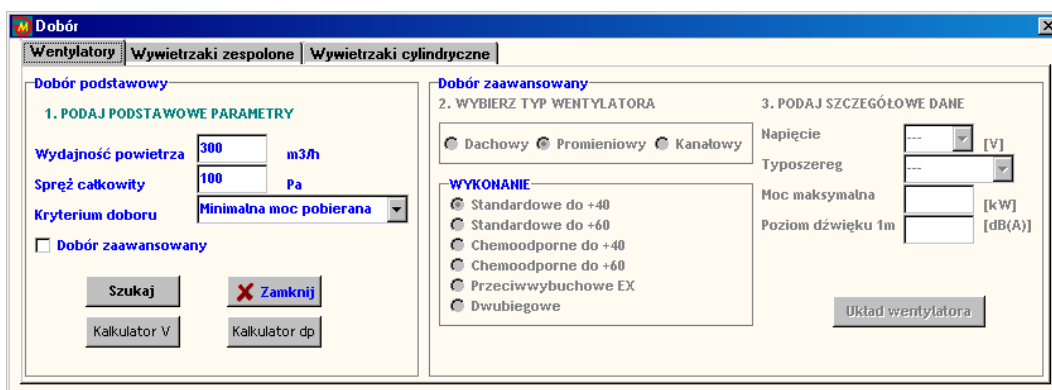 Dobór
Wentylatory Wywietrzaki zespolone Wywietrzaki cylindryczne
Dobór podstawowy
1. PODAJ PODSTAWOWE PARAMETRY
Wydajność powietrza 300 m3/h
Spręż całkowity 100 Pa
Kryterium doboru Minimalna moc pobierana
Dobór zaawansowany
Szukaj Zamknij
Kalkulator V Kalkulator dp
Dobór zaawansowany
2. WYBIERZ TYP WENTYLATORA
Dachowy Promieniowy Kanałowy
WYKONANIE
Standardowe do +40
Standardowe do +60
Chemoodporne do +40
Chemoodporne do +60
Przeciwwybuchowe EX
Dwubiegowe
3. PODAJ SZCZEGÓŁOWE DANE
Napięcie --- [V]
Typoszereg ---
Moc maksymalna [kW]
Poziom dźwięku 1m [dB(A)]
Układ wentylatora